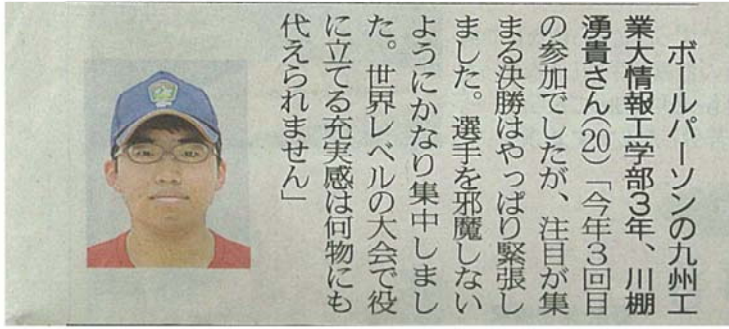 ボールパーソンの九州工
業大情報工学部3年、川棚
湧貴さん(20)「今年3回目
の参加でしたが、注目が集
まる決勝はやっぱり緊張し
ました。選手を邪魔しない
ようにかなり集中しまし
た。世界レベルの大会で役
に立てる充実感は何物にも
代えられません」